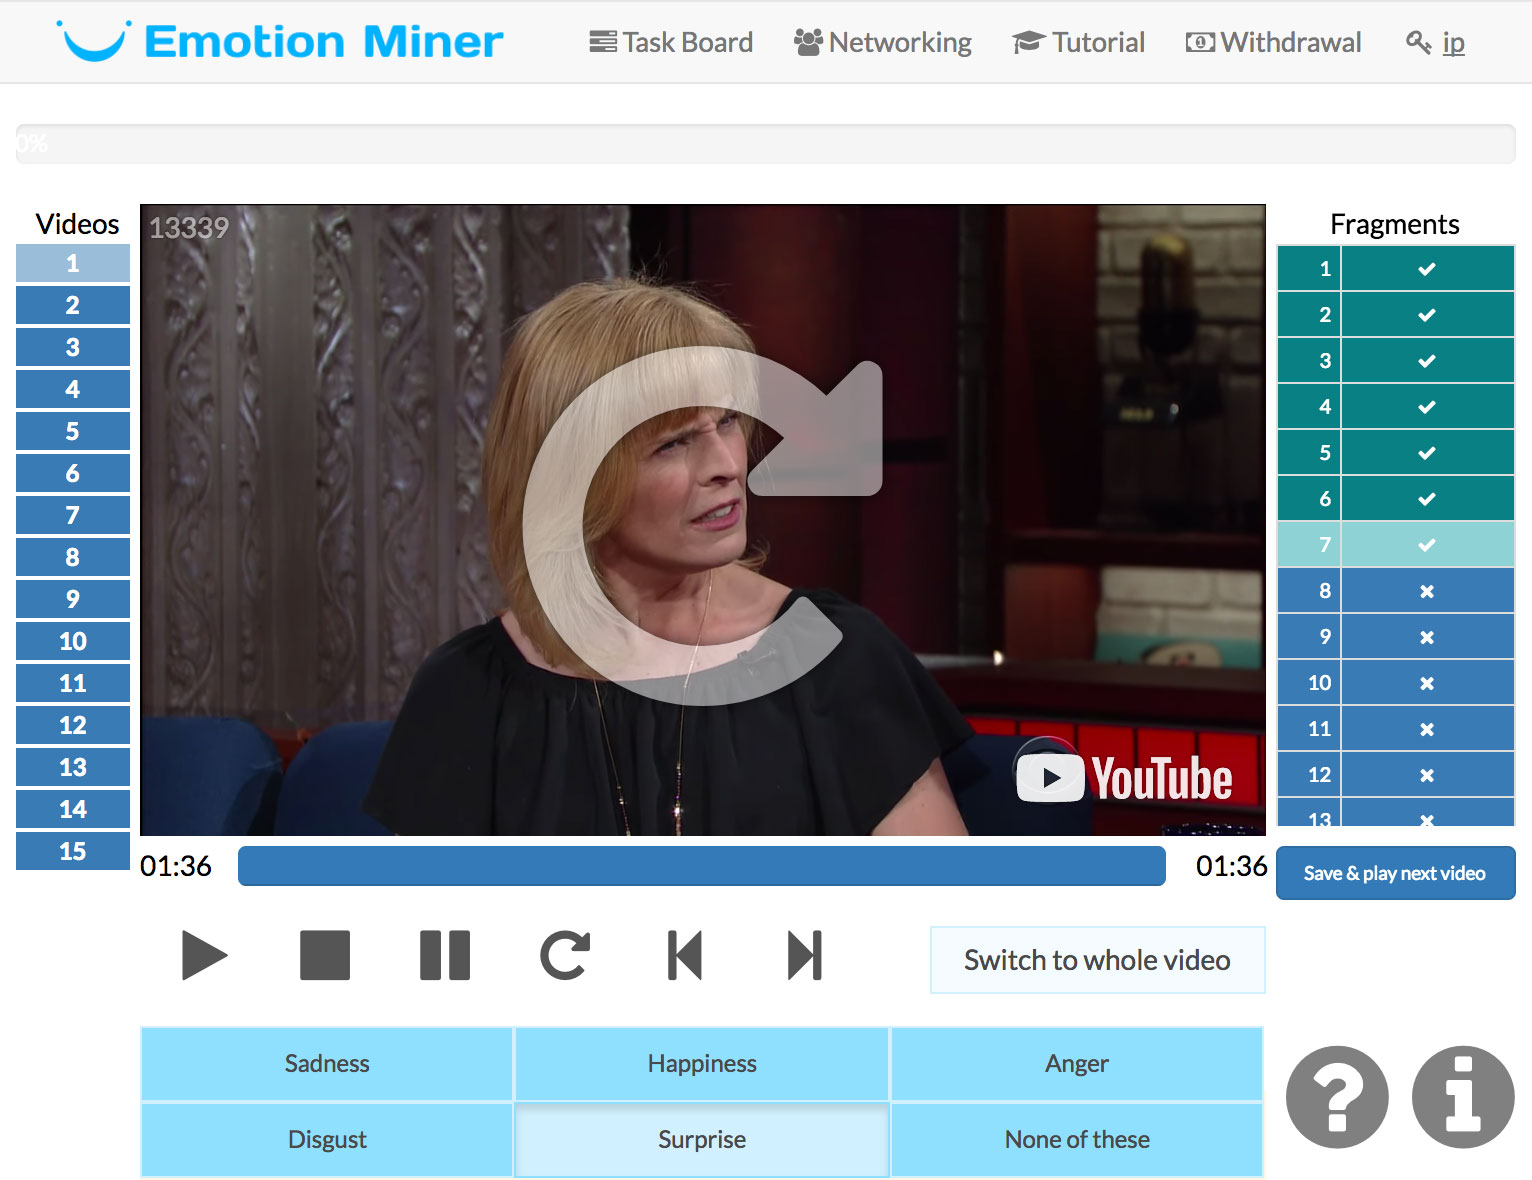 Emotion Miner
Task Board
Networking
Tutorial
Withdrawal
ip
0%
Videos
1
2
3
4
5
6
7
8
9
10
11
12
13
14
15
13339
YouTube
Fragments
1
2
3
4
5
6
7
8
9
10
11
12
13
01:36
01:36
Save & play next video
Switch to whole video
Sadness
Happiness
Anger
Disgust
Surprise
None of these